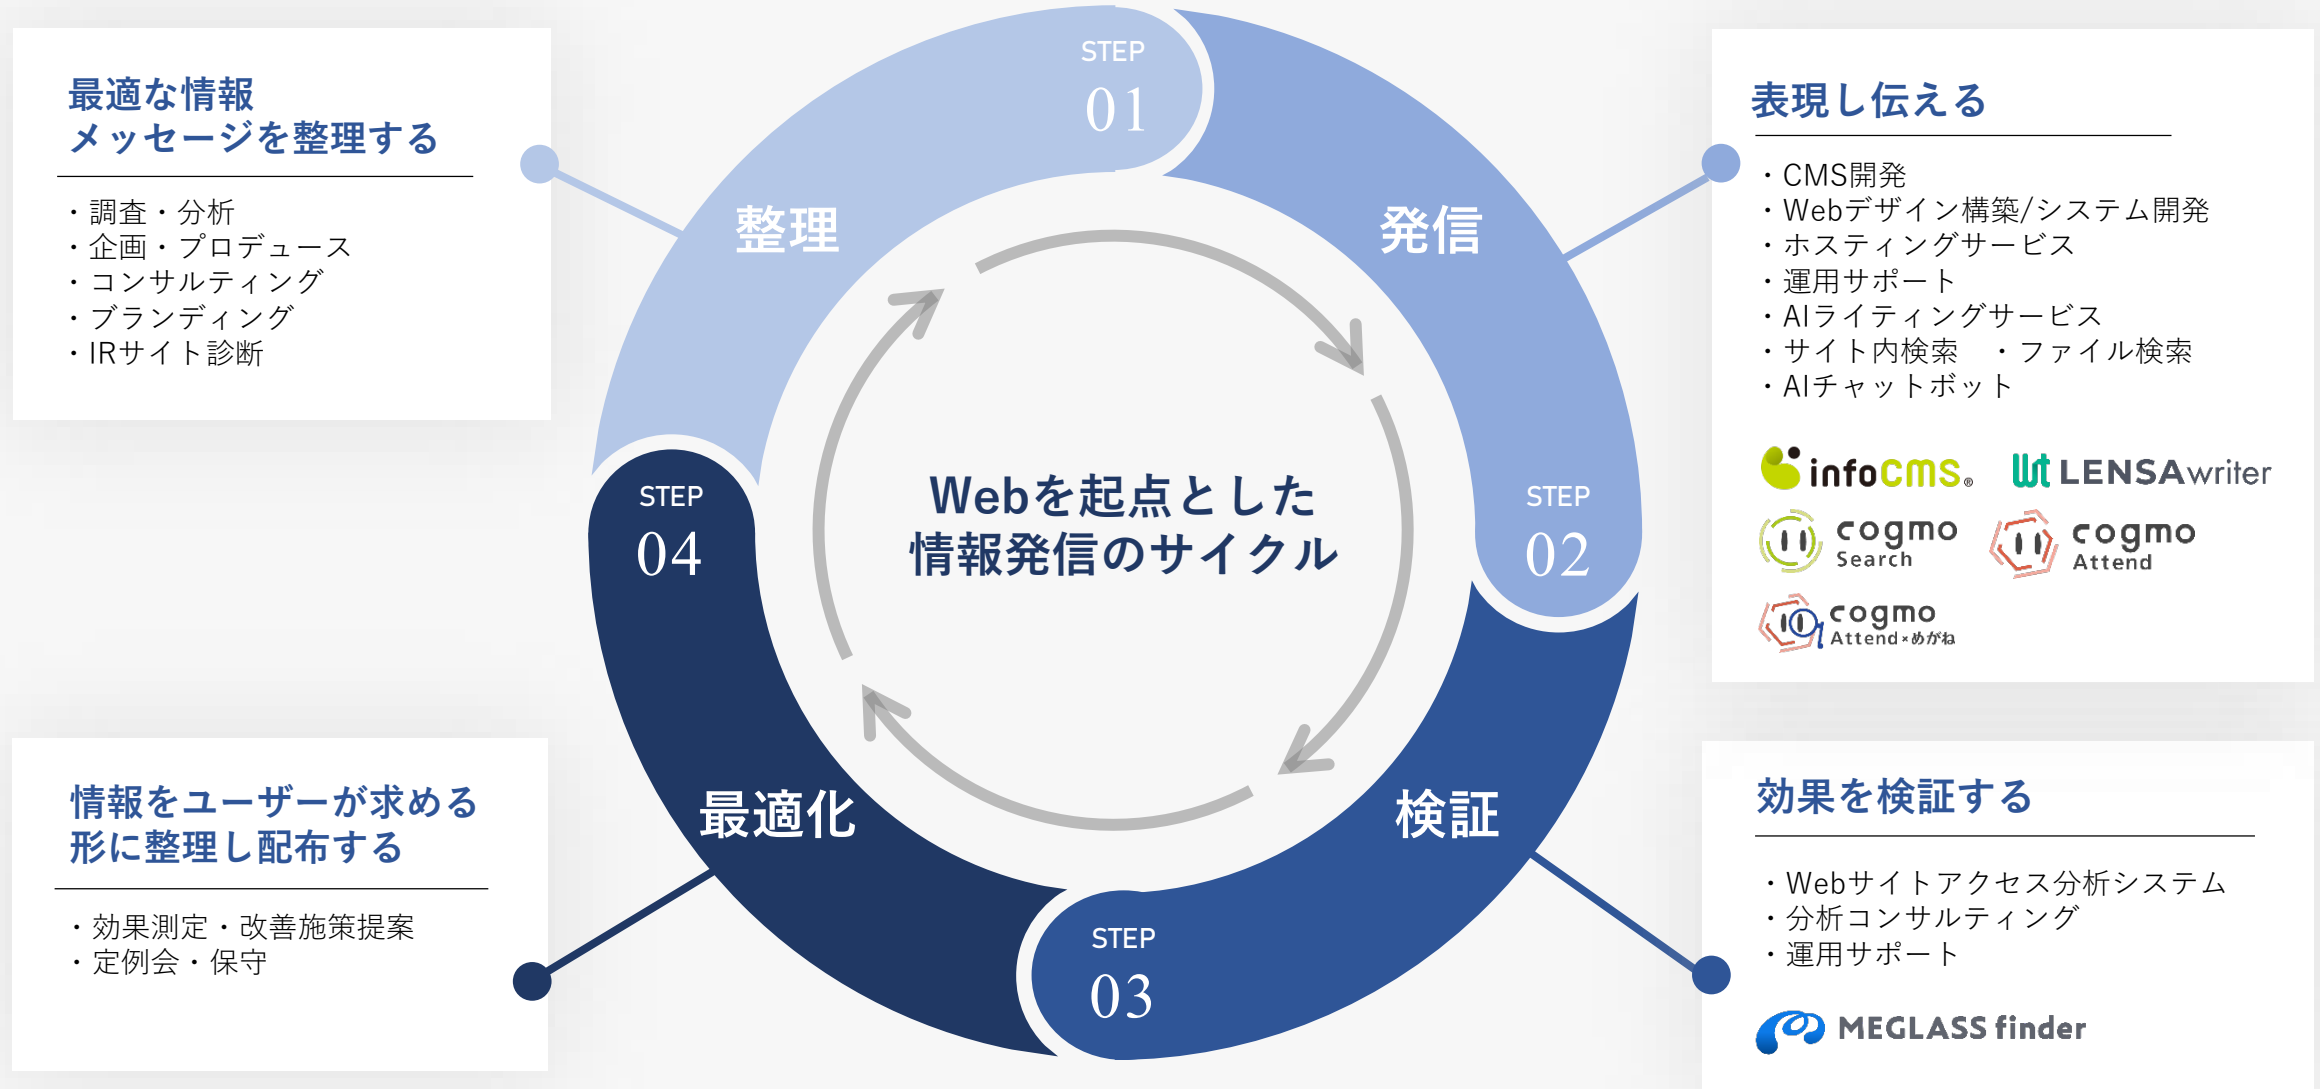 最適な情報
メッセージを整理する
・調査・分析
・企画・プロデュース
・コンサルティング
・ブランディング
・IRサイト診断
STEP
01
整理
発信
表現し伝える
・CMS開発
・Webデザイン構築/システム開発
・ホスティングサービス
・運用サポート
・AIライティングサービス
・サイト内検索　・ファイル検索
・AIチャットボット
infoCMS®
LENSAwriter
cogmo
Search
cogmo
Attend
cogmo
Attend×めがね
STEP
02
Webを起点とした
情報発信のサイクル
STEP
04
情報をユーザーが求める
形に整理し配布する
・効果測定・改善施策提案
・定例会・保守
最適化
検証
STEP
03
効果を検証する
・Webサイトアクセス分析システム
・分析コンサルティング
・運用サポート
MEGLASS finder